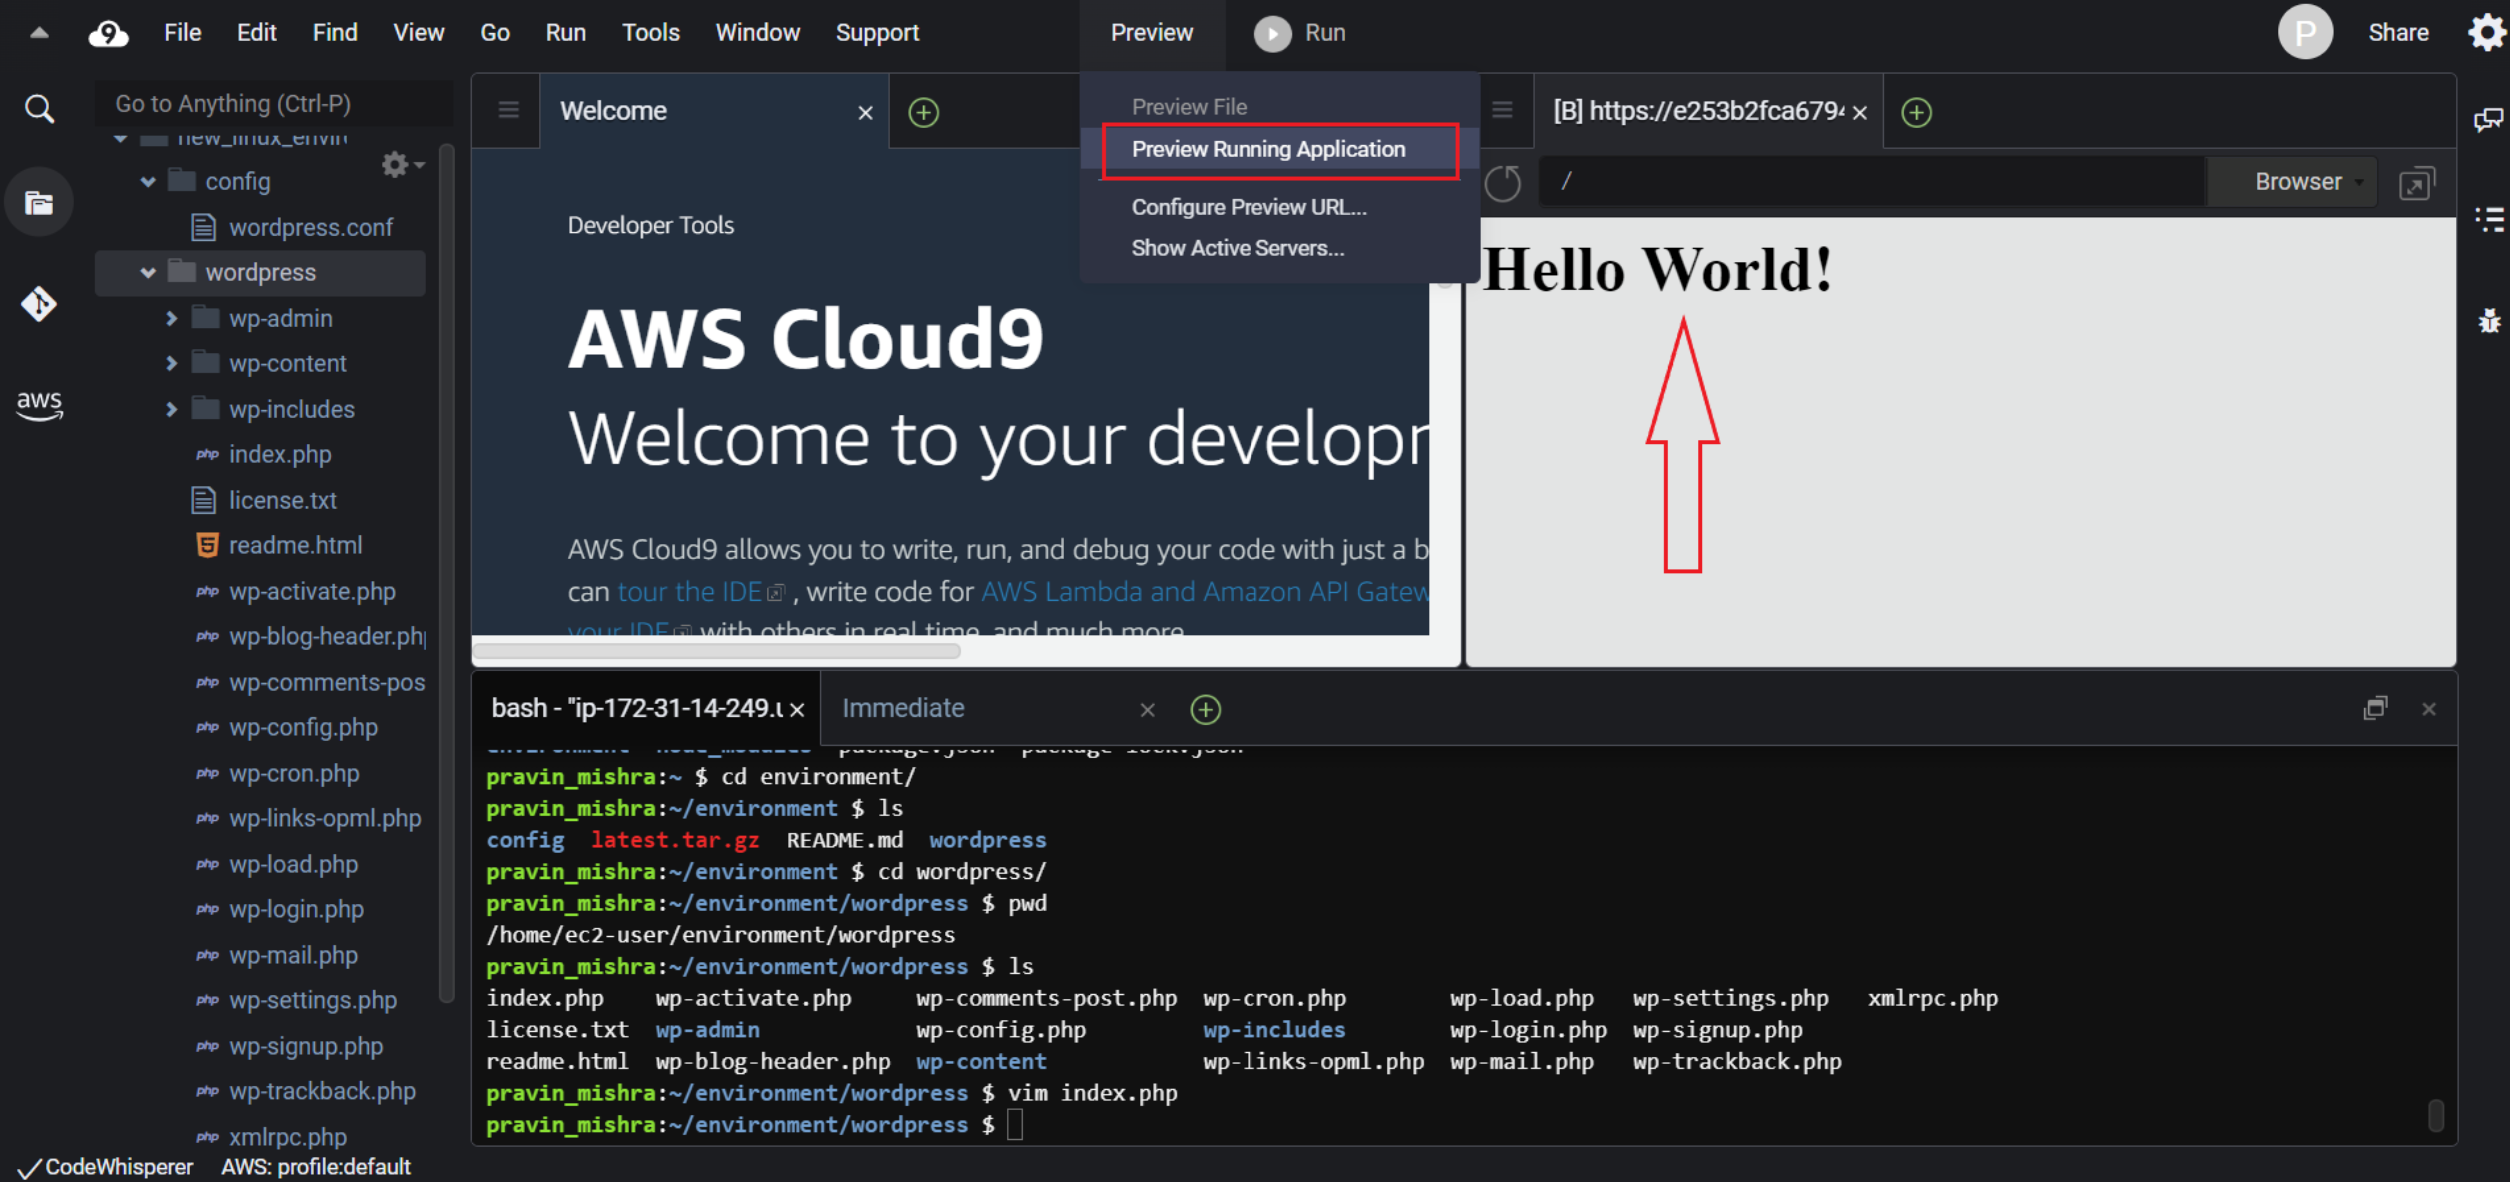 9 File Edit Find View Go Run Tools Window Support Preview Run P Share
Go to Anything (Ctrl-P)
new_linux_envir
config
wordpress.conf
wordpress
wp-admin
wp-content
wp-includes
index.php
license.txt
readme.html
wp-activate.php
wp-blog-header.ph
wp-comments-pos
wp-config.php
wp-cron.php
wp-links-opml.php
wp-load.php
wp-login.php
wp-mail.php
wp-settings.php
wp-signup.php
wp-trackback.php
xmlrpc.php
aws
Welcome
Preview File
Preview Running Application
Configure Preview URL...
Show Active Servers...
Developer Tools
AWS Cloud9
Welcome to your develop
AWS Cloud9 allows you to write, run, and debug your code with just a b
can tour the IDE , write code for AWS Lambda and Amazon API Gatew
your IDE with others in real time, and much more
[B] https://e253b2fca679
/ Browser
Hello World!
bash - "ip-172-31-14-249.u Immediate
environment node_modules package.json package-lock.json
pravin_mishra:~ $ cd environment/
pravin_mishra:~/environment $ ls
config latest.tar.gz README.md wordpress
pravin_mishra:~/environment $ cd wordpress/
pravin_mishra:~/environment/wordpress $ pwd
/home/ec2-user/environment/wordpress
pravin_mishra:~/environment/wordpress $ ls
index.php wp-activate.php wp-comments-post.php wp-cron.php wp-load.php wp-settings.php xmlrpc.php
license.txt wp-admin wp-config.php wp-includes wp-login.php wp-signup.php
readme.html wp-blog-header.php wp-content wp-links-opml.php wp-mail.php wp-trackback.php
pravin_mishra:~/environment/wordpress $ vim index.php
pravin_mishra:~/environment/wordpress $
CodeWhisperer AWS: profile:default